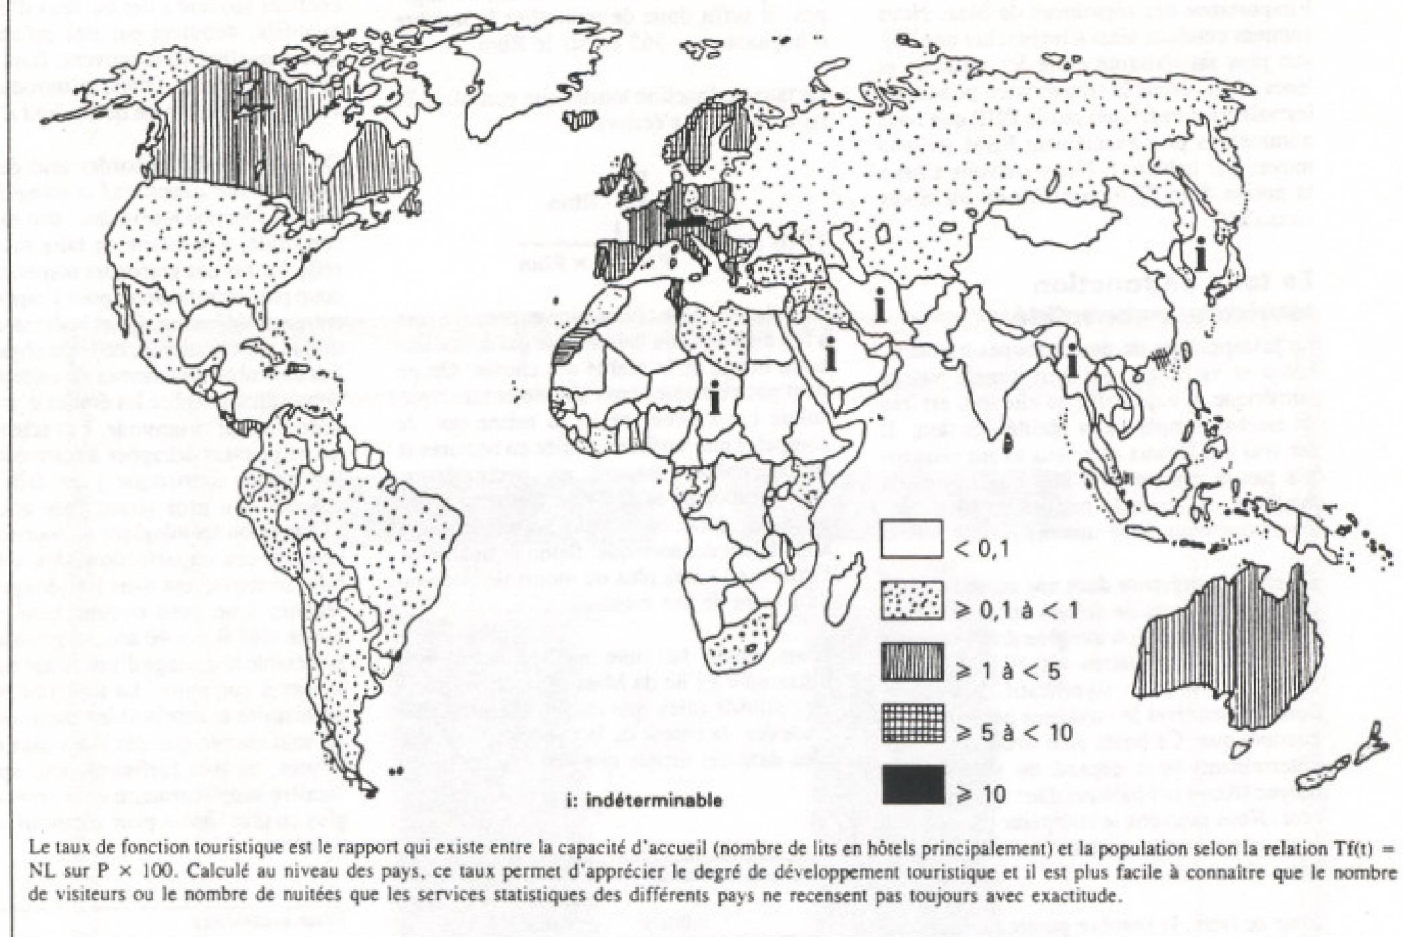 i
i
i
i
i
< 0,1
⩾ 0,1 à < 1
⩾ 1 à < 5
⩾ 5 à < 10
⩾ 10
i: indéterminable
Le taux de fonction touristique est le rapport qui existe entre la capacité d'accueil (nombre de lits en hôtels principalement) et la population selon la relation Tf(t) =
NL sur P × 100. Calculé au niveau des pays, ce taux permet d'apprécier le degré de développement touristique et il est plus facile à connaître que le nombre
de visiteurs ou le nombre de nuitées que les services statistiques des différents pays ne recensent pas toujours avec exactitude.